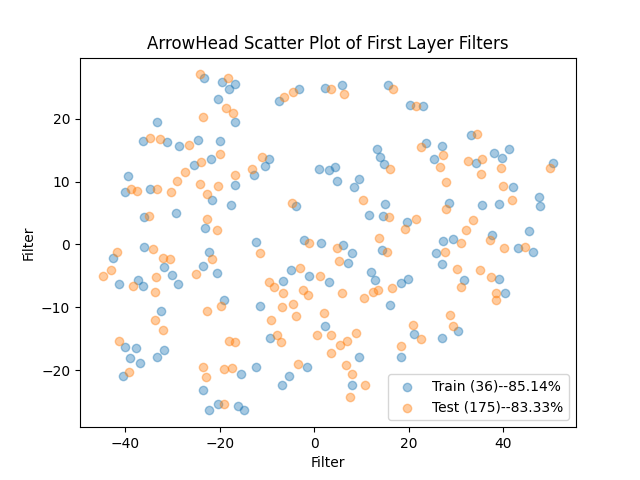 ArrowHead Scatter Plot of First Layer Filters
20
10
0
−10
−20
Filter
−40
−20
0
20
40
Filter
Train (36)--85.14%
Test (175)--83.33%